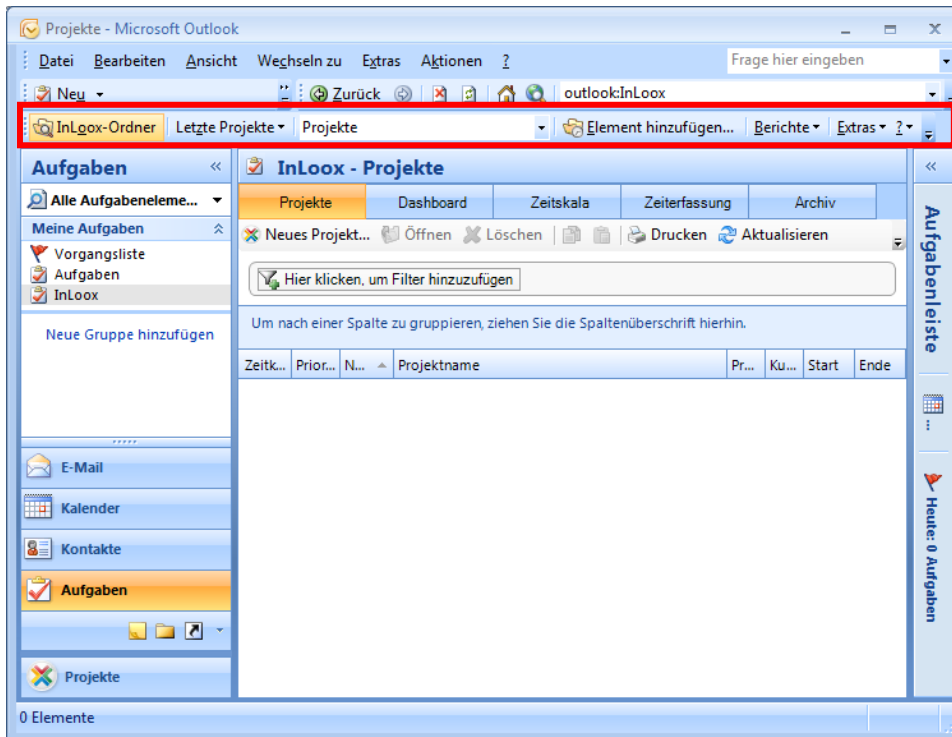 Projekte - Microsoft Outlook
Datei Bearbeiten Ansicht Wechseln zu Extras Aktionen ? Frage hier eingeben
Neu Zurück outlook:InLoox
InLoox-Ordner Letzte Projekte Projekte Element hinzufügen... Berichte Extras ?
Aufgaben «
InLoox - Projekte «
Alle Aufgabeneleme...
Projekte Dashboard Zeitskala Zeiterfassung Archiv
Meine Aufgaben
Neues Projekt... Öffnen Löschen Drucken Aktualisieren
Vorgangsliste
Aufgaben
InLoox
Hier klicken, um Filter hinzuzufügen
Um nach einer Spalte zu gruppieren, ziehen Sie die Spaltenüberschrift hierhin.
Neue Gruppe hinzufügen
Zeitk... Prior... N... Projektname Pr... Ku... Start Ende
E-Mail
Kalender
Kontakte
Aufgaben
Projekte
Aufgabenleiste
...
Heute: 0 Aufgaben
0 Elemente